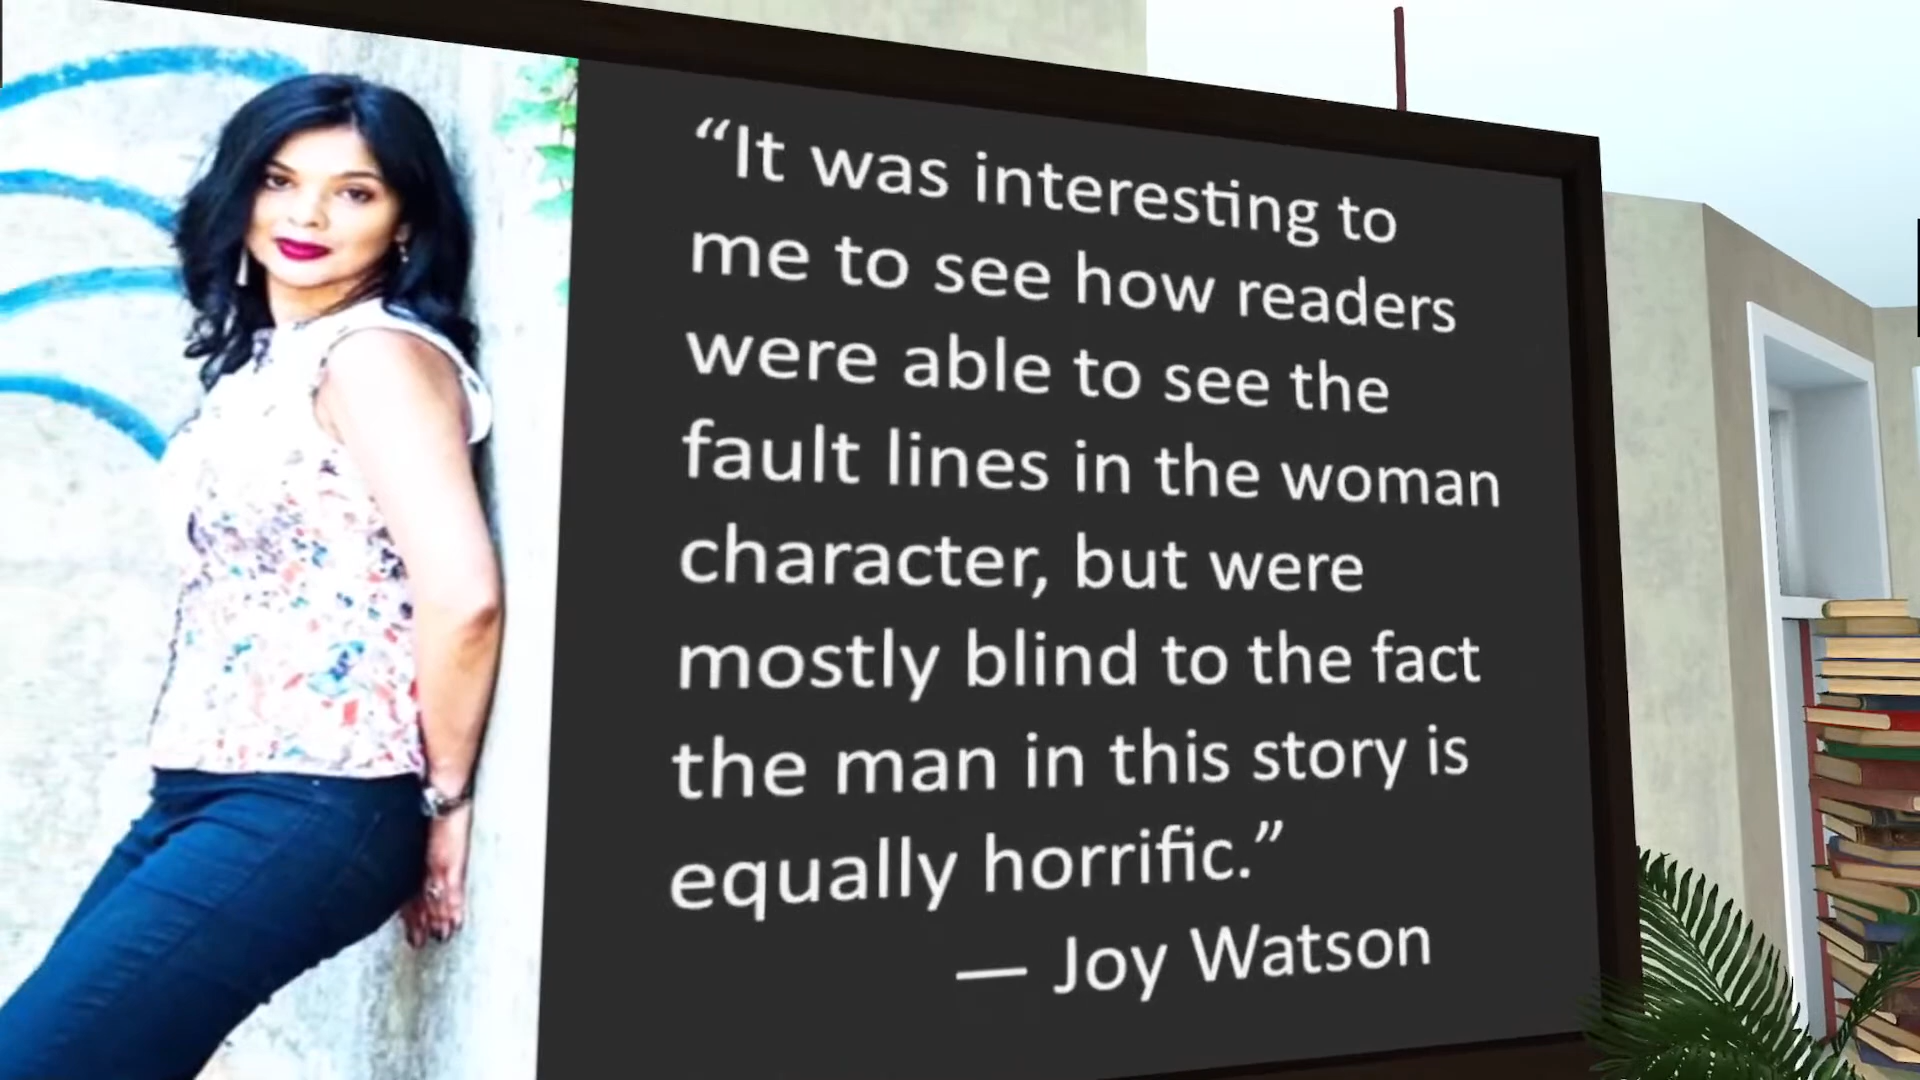 “It was interesting to
me to see how readers
were able to see the
fault lines in the woman
character, but were
mostly blind to the fact
the man in this story is
equally horrific.”
— Joy Watson